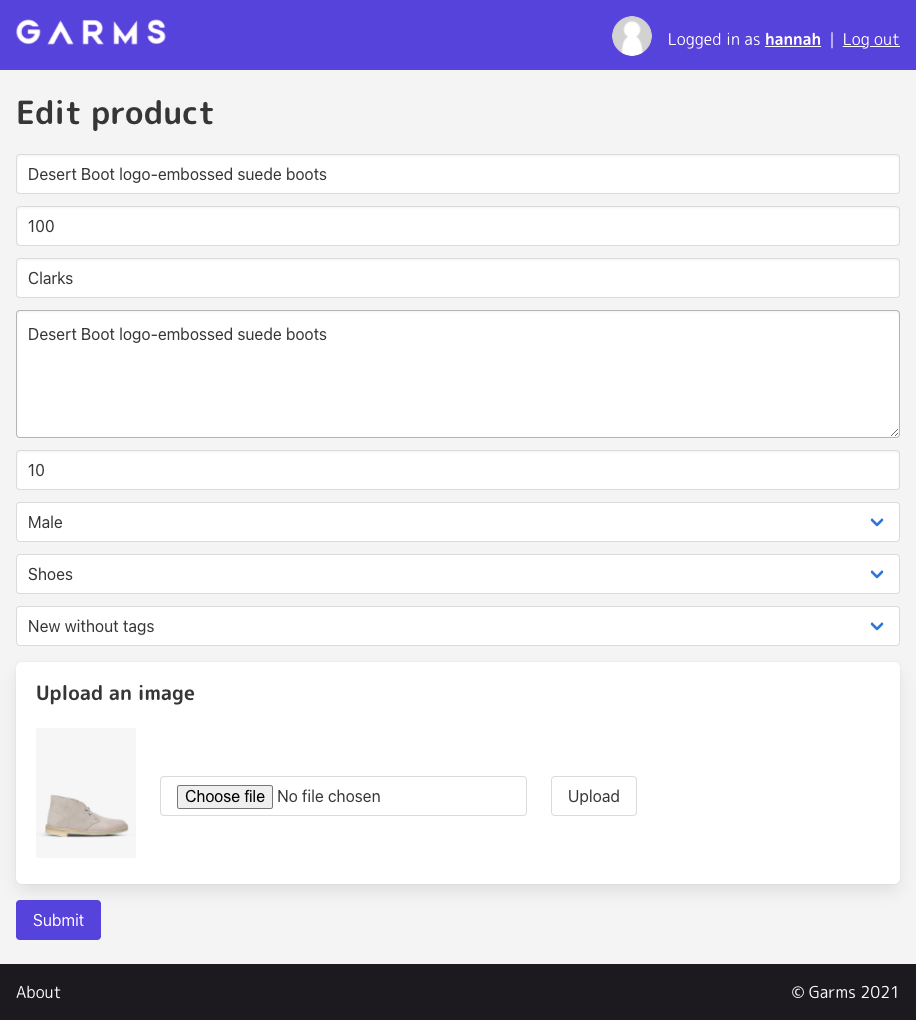 GARMS
Logged in as hannah | Log out
Edit product
Desert Boot logo-embossed suede boots
100
Clarks
Desert Boot logo-embossed suede boots
10
Male
Shoes
New without tags
Upload an image
Choose file No file chosen
Upload
Submit
About
© Garms 2021